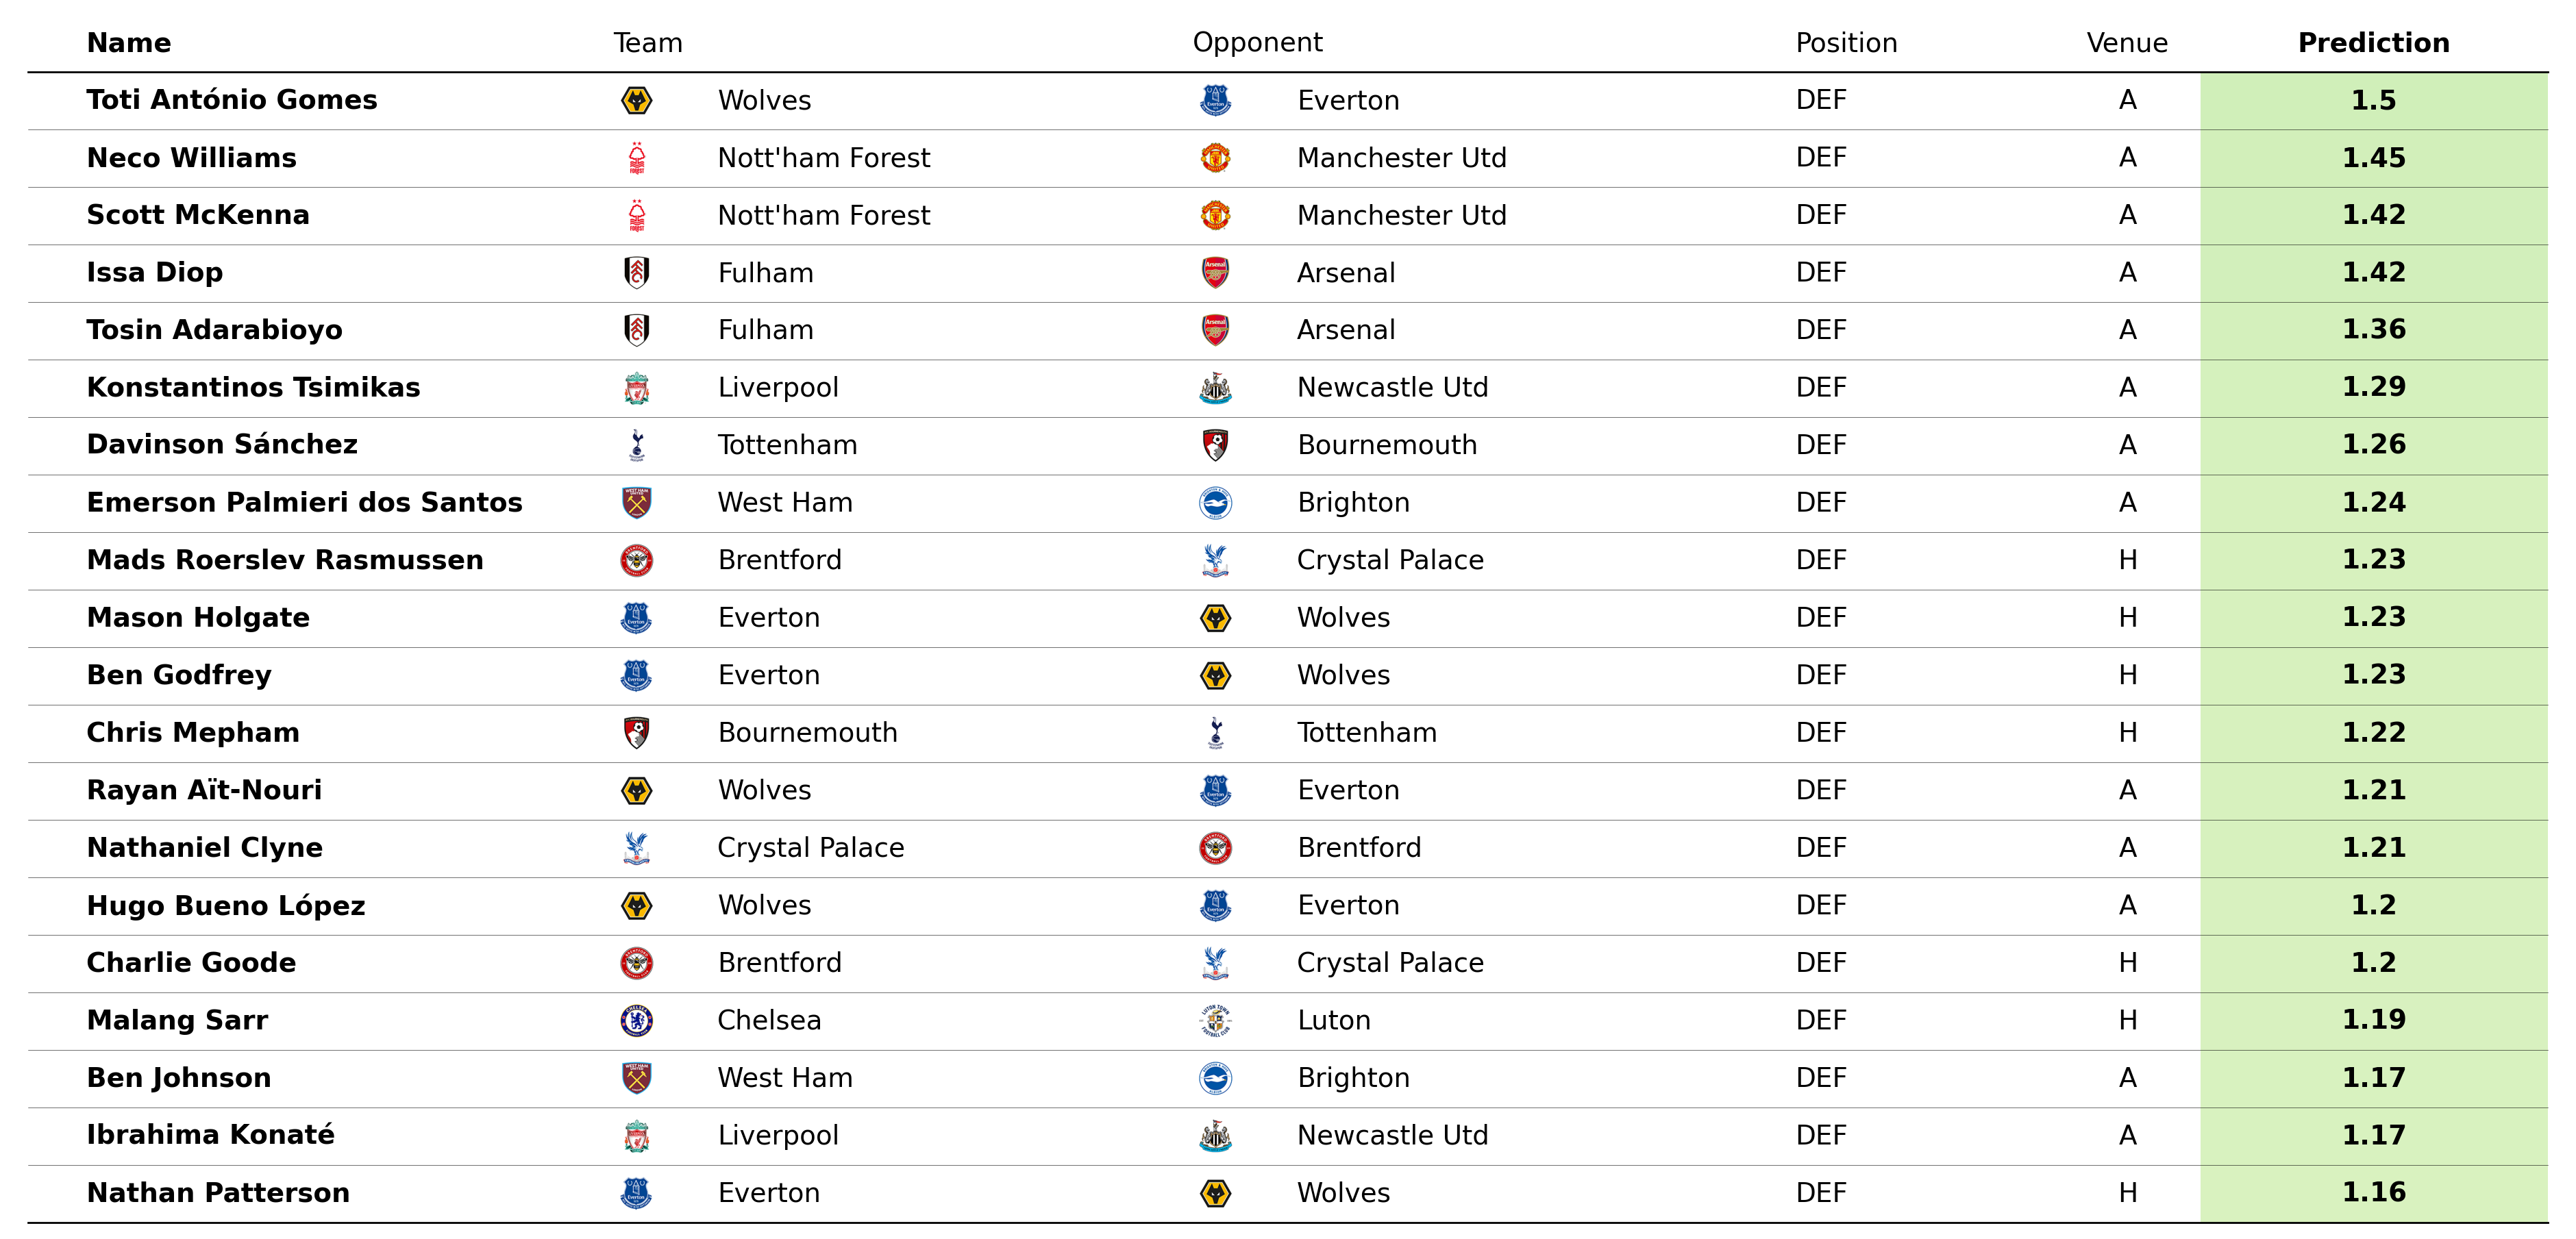 Name Team Opponent Position Venue Prediction
Toti António Gomes Wolves Everton DEF A 1.5
Neco Williams Nott'ham Forest Manchester Utd DEF A 1.45
Scott McKenna Nott'ham Forest Manchester Utd DEF A 1.42
Issa Diop Fulham Arsenal DEF A 1.42
Tosin Adarabioyo Fulham Arsenal DEF A 1.36
Konstantinos Tsimikas Liverpool Newcastle Utd DEF A 1.29
Davinson Sánchez Tottenham Bournemouth DEF A 1.26
Emerson Palmieri dos Santos West Ham Brighton DEF A 1.24
Mads Roerslev Rasmussen Brentford Crystal Palace DEF H 1.23
Mason Holgate Everton Wolves DEF H 1.23
Ben Godfrey Everton Wolves DEF H 1.23
Chris Mepham Bournemouth Tottenham DEF H 1.22
Rayan Aït-Nouri Wolves Everton DEF A 1.21
Nathaniel Clyne Crystal Palace Brentford DEF A 1.21
Hugo Bueno López Wolves Everton DEF A 1.2
Charlie Goode Brentford Crystal Palace DEF H 1.2
Malang Sarr Chelsea Luton DEF H 1.19
Ben Johnson West Ham Brighton DEF A 1.17
Ibrahima Konaté Liverpool Newcastle Utd DEF A 1.17
Nathan Patterson Everton Wolves DEF H 1.16